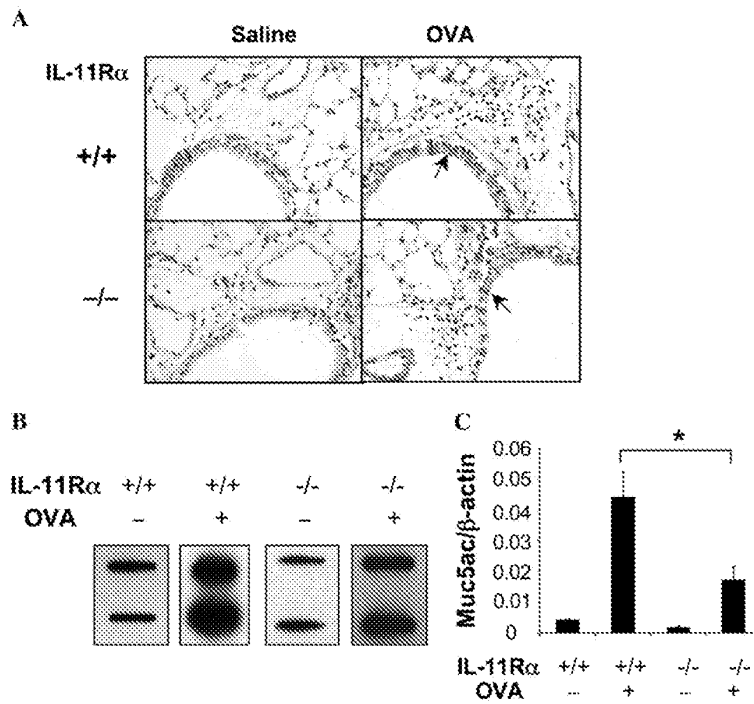 A
Saline OVA
IL-11Rα
+/+
-/-
B
IL-11Rα +/+ +/+ -/- -/-
OVA – + – +
C
*
Muc5ac/β-actin
0.06
0.05
0.04
0.03
0.02
0.01
0
IL-11Rα +/+ +/+ -/- -/-
OVA -- + -- +